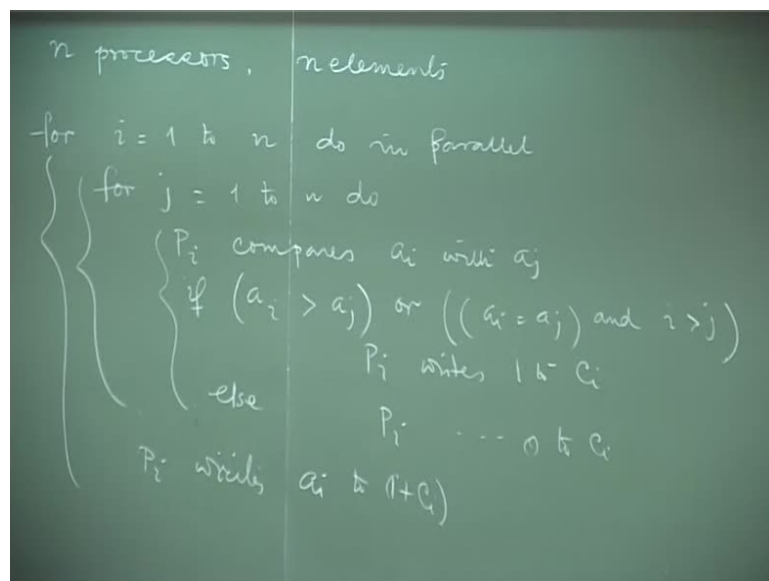 n processors, n elements
for i = 1 to n do in parallel
for j = 1 to n do
Pi compares ai with aj
if (ai > aj) or ((ai = aj) and i > j)
Pi writes 1 to Ci
else
Pi ---- 0 to Ci
Pi writes ai to (1+Ci)